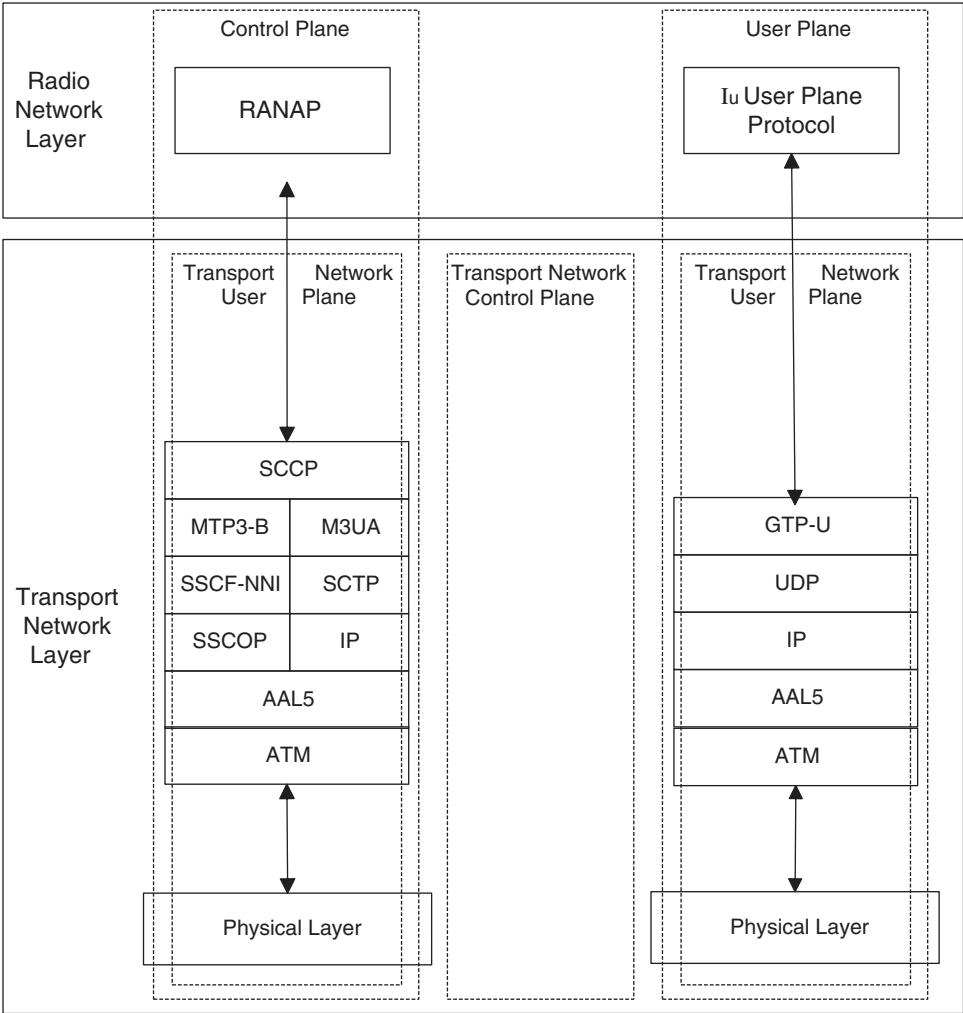 Control Plane
User Plane
Radio
Network
Layer
RANAP
Iu User Plane
Protocol
Transport Network
User Plane
Transport Network
Control Plane
Transport Network
User Plane
Transport
Network
Layer
SCCP
MTP3-B M3UA
SSCF-NNI SCTP
SSCOP IP
AAL5
ATM
Physical Layer
GTP-U
UDP
IP
AAL5
ATM
Physical Layer